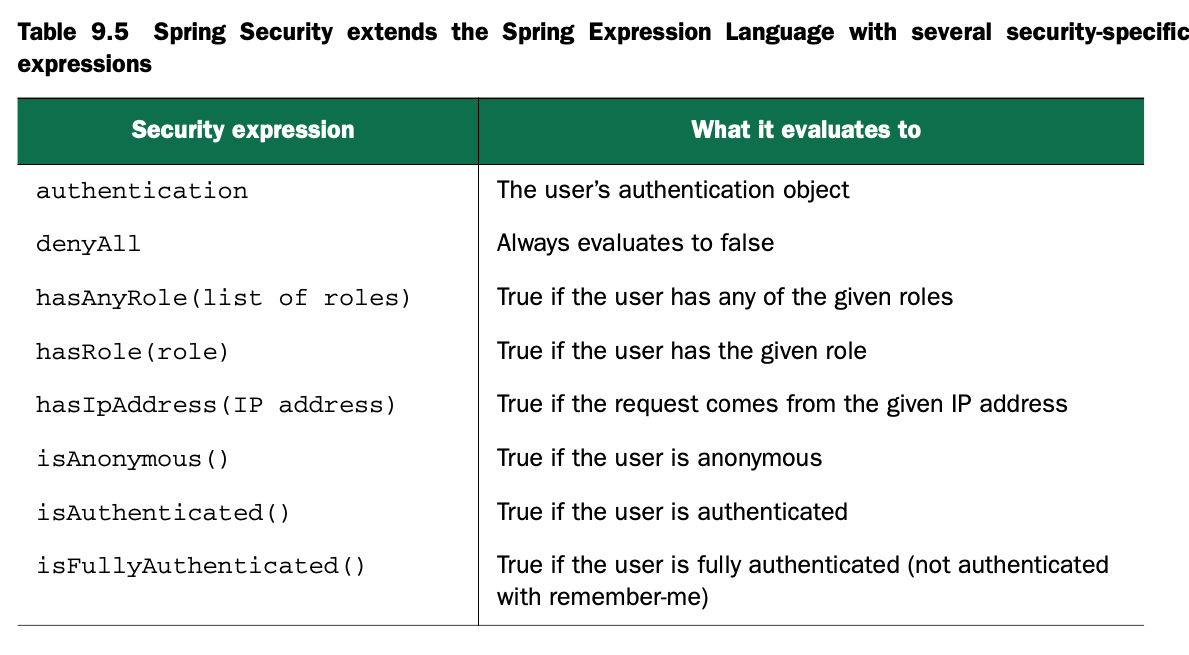 Table 9.5 Spring Security extends the Spring Expression Language with several security-specific
expressions
Security expression What it evaluates to
authentication The user’s authentication object
denyAll Always evaluates to false
hasAnyRole(list of roles) True if the user has any of the given roles
hasRole(role) True if the user has the given role
hasIpAddress(IP address) True if the request comes from the given IP address
isAnonymous() True if the user is anonymous
isAuthenticated() True if the user is authenticated
isFullyAuthenticated() True if the user is fully authenticated (not authenticated
with remember-me)